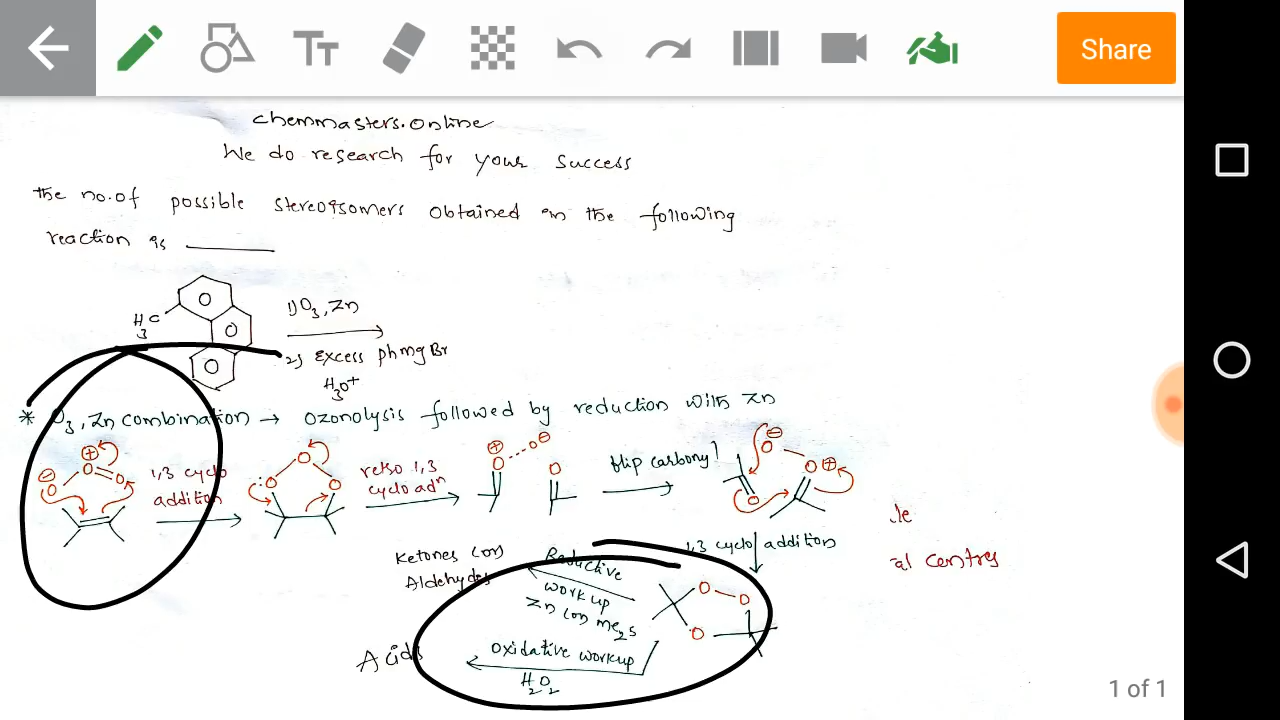 Share
chemmasters.online
We do research for your success
the no.of possible stereoisomers obtained in the following
reaction is
H3C
1) O3, Zn
2) Excess phmgBr
H3O+
* O3, Zn combination → ozonolysis followed by reduction with Zn
1,3 cyclo
addition
retro 1,3
cyclo adn
flip carbonyl
1,3 cyclo addition
le
al centres
Ketones (or)
Aldehydes
Reductive
work up
Zn (or) me2s
Acids
oxidative workup
H2O2
1 of 1